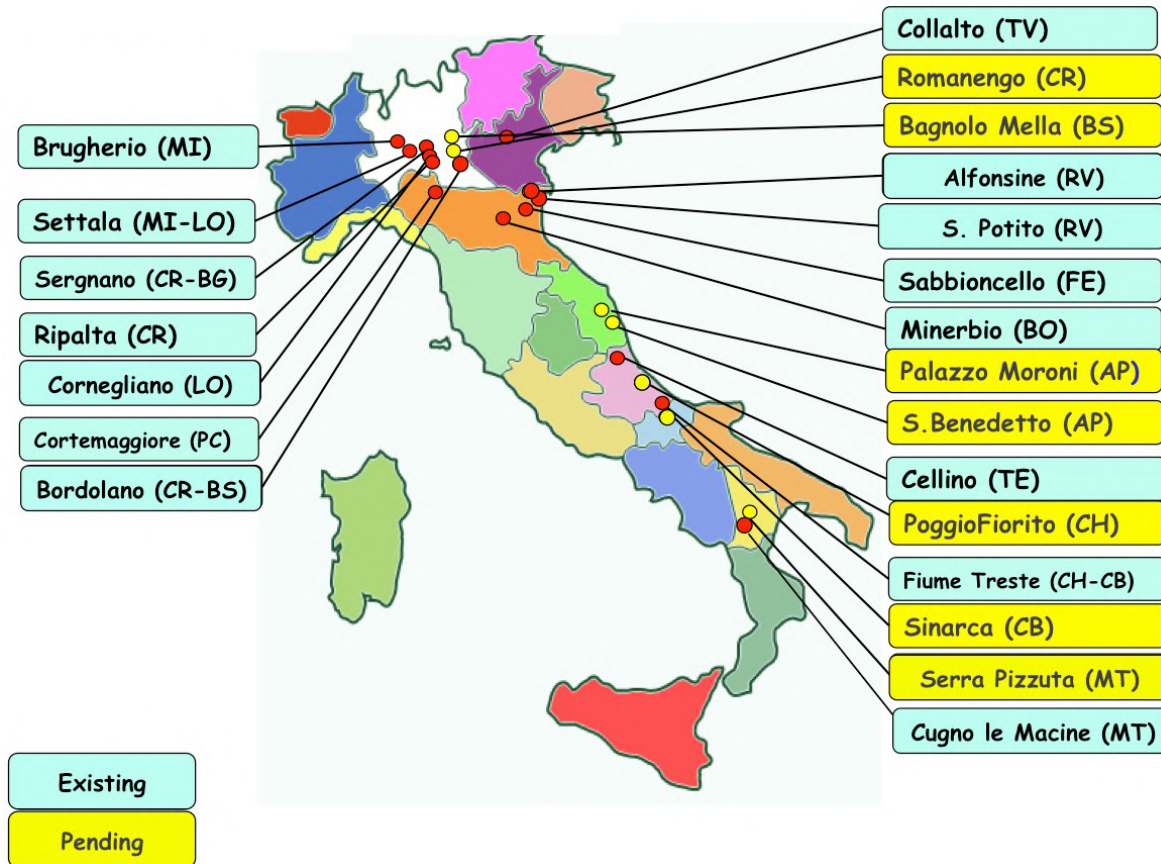 Collalto (TV)
Romanengo (CR)
Bagnolo Mella (BS)
Brugherio (MI)
Alfonsine (RV)
Settala (MI-LO)
S. Potito (RV)
Sergnano (CR-BG)
Sabbioncello (FE)
Ripalta (CR)
Minerbio (BO)
Cornegliano (LO)
Palazzo Moroni (AP)
Cortemaggiore (PC)
S.Benedetto (AP)
Bordolano (CR-BS)
Cellino (TE)
PoggioFiorito (CH)
Fiume Treste (CH-CB)
Sinarca (CB)
Serra Pizzuta (MT)
Cugno le Macine (MT)
Existing
Pending